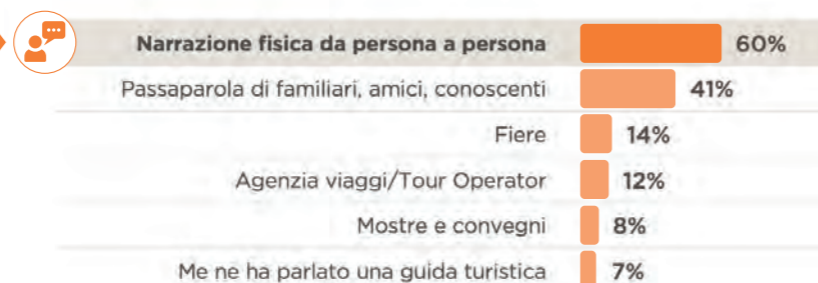 Narrazione fisica da persona a persona 60%
Passaparola di familiari, amici, conoscenti 41%
Fiere 14%
Agenzia viaggi/Tour Operator 12%
Mostre e convegni 8%
Me ne ha parlato una guida turistica 7%